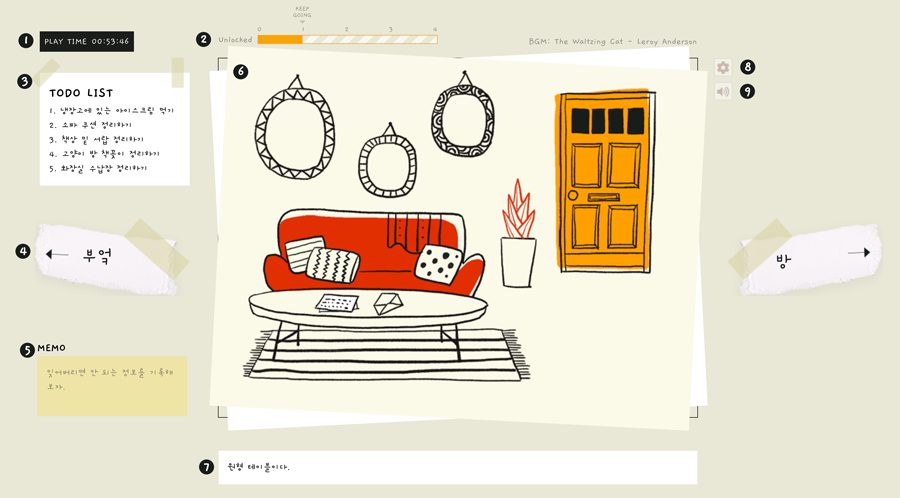 1 PLAY TIME 00:53:46
KEEP
GOING
0 1 2 3 4
2 Unlocked
BGM: The Waltzing Cat - Leroy Anderson
3
TODO LIST
1. 냉장고에 있는 아이스크림 먹기
2. 소파 쿠션 정리하기
3. 책상 밑 서랍 정리하기
4. 고양이 방 책꽂이 정리하기
5. 화장실 수납장 정리하기
6
8
9
4 부엌
방
5 MEMO
잊어버리면 안 되는 정보를 기록해
보자.
7 원형 테이블이다.